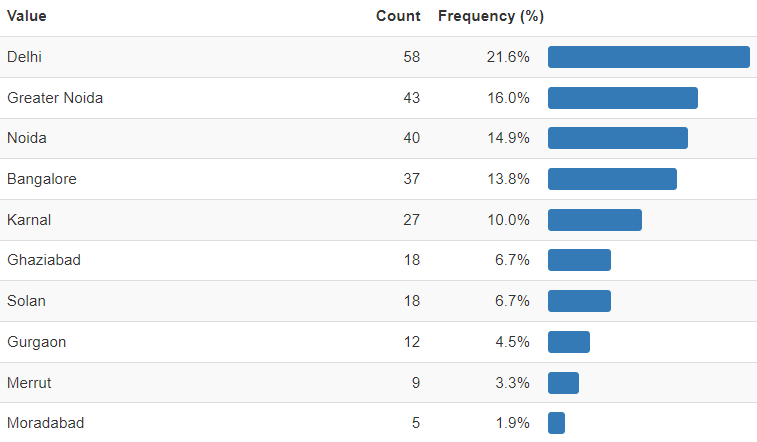 Value Count Frequency (%)
Delhi 58 21.6%
Greater Noida 43 16.0%
Noida 40 14.9%
Bangalore 37 13.8%
Karnal 27 10.0%
Ghaziabad 18 6.7%
Solan 18 6.7%
Gurgaon 12 4.5%
Merrut 9 3.3%
Moradabad 5 1.9%